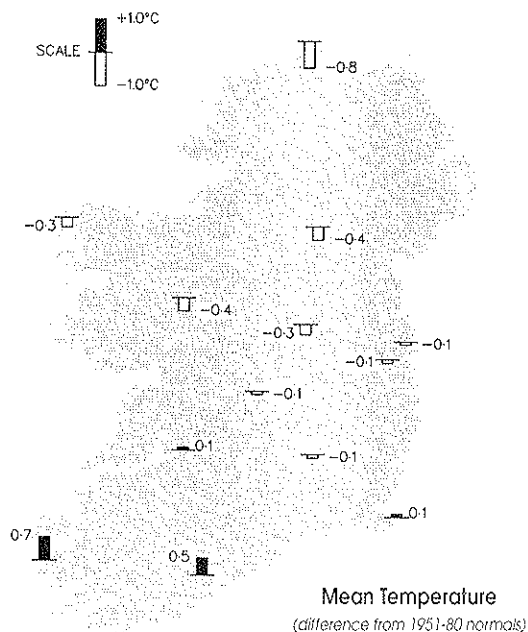 +1.0°C
SCALE
-1.0°C
-0.8
-0.3
-0.4
-0.4
-0.3
-0.1
-0.1
-0.1
0.1
-0.1
0.1
0.7
0.5
Mean Temperature
(difference from 1951-80 normals)